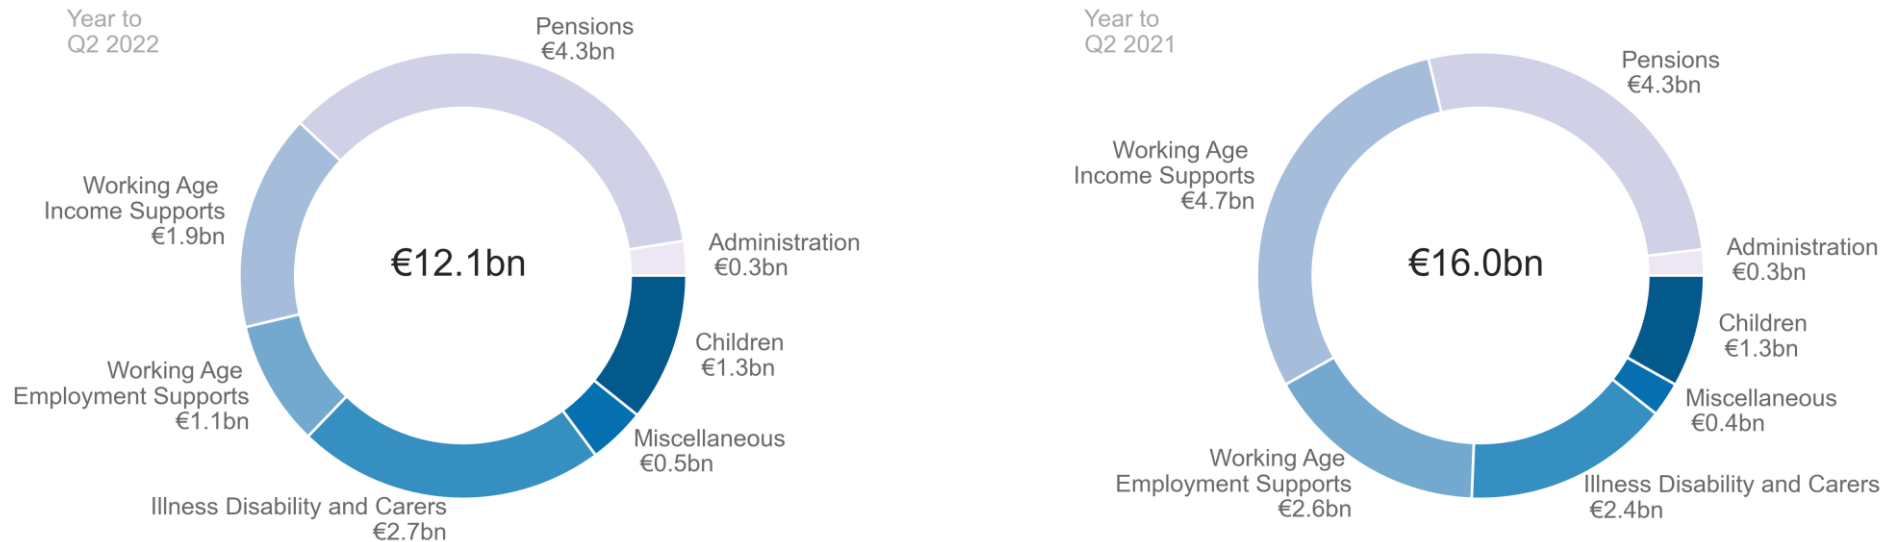 Year to
Q2 2022
Pensions
€4.3bn
Working Age
Income Supports
€1.9bn
€12.1bn
Administration
€0.3bn
Children
€1.3bn
Working Age
Employment Supports
€1.1bn
Miscellaneous
€0.5bn
Illness Disability and Carers
€2.7bn
Year to
Q2 2021
Pensions
€4.3bn
Working Age
Income Supports
€4.7bn
€16.0bn
Administration
€0.3bn
Children
€1.3bn
Miscellaneous
€0.4bn
Working Age
Employment Supports
€2.6bn
Illness Disability and Carers
€2.4bn